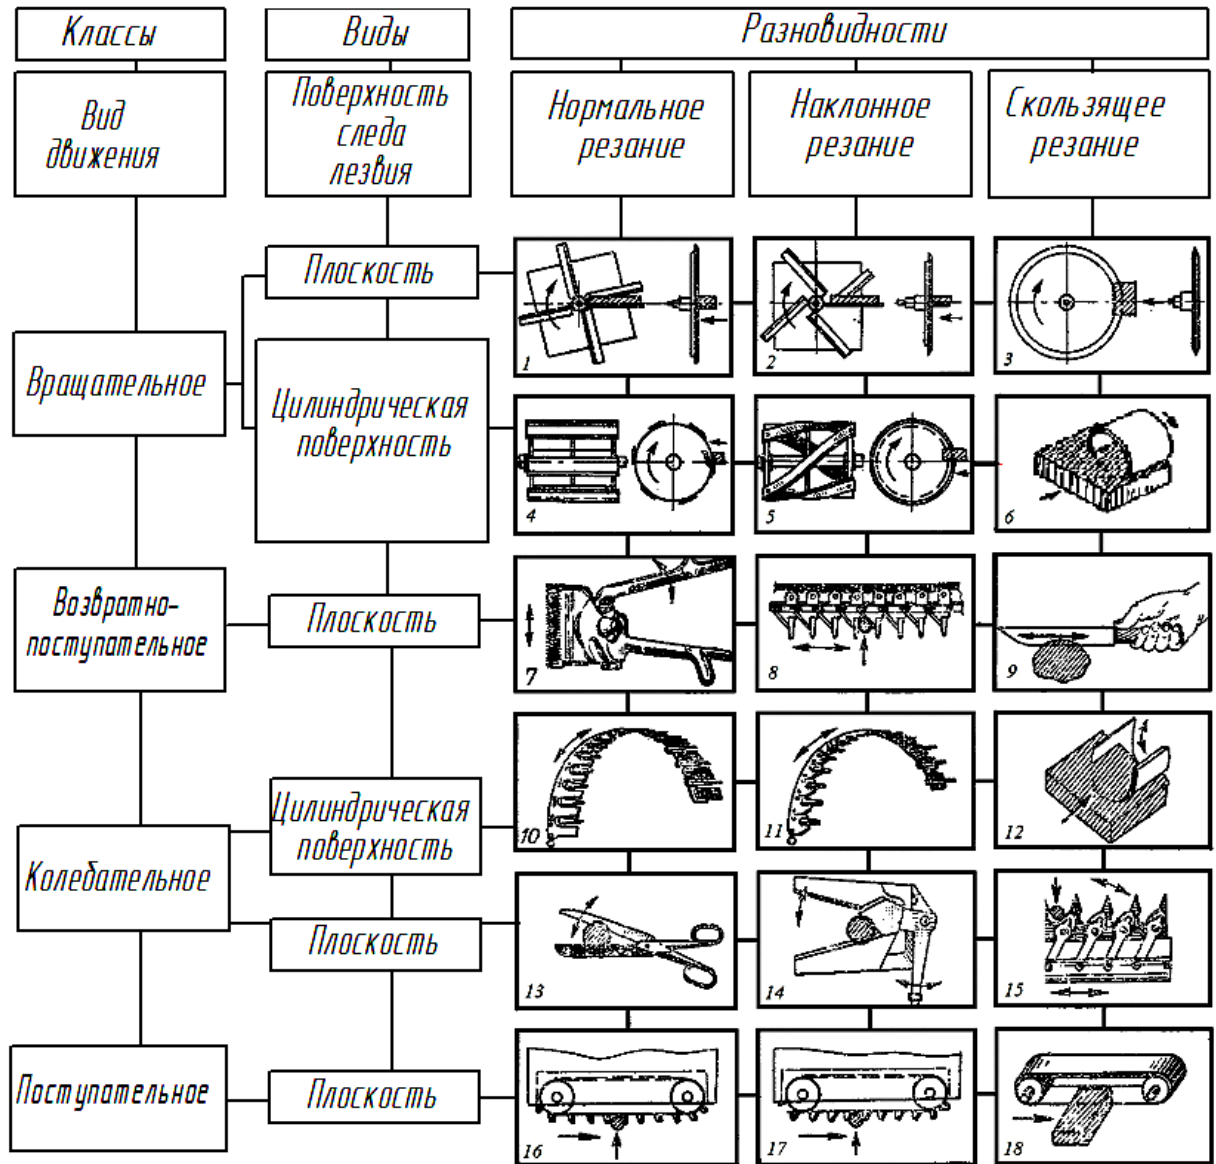 Классы
Виды
Разновидности
Вид
движения
Поверхность
следа
лезвия
Нормальное
резание
Наклонное
резание
Скользящее
резание
Плоскость
1
2
3
Вращательное
Цилиндрическая
поверхность
4
5
6
Возвратно-
поступательное
Плоскость
7
8
9
Цилиндрическая
поверхность
10
11
12
Колебательное
Плоскость
13
14
15
Поступательное
Плоскость
16
17
18